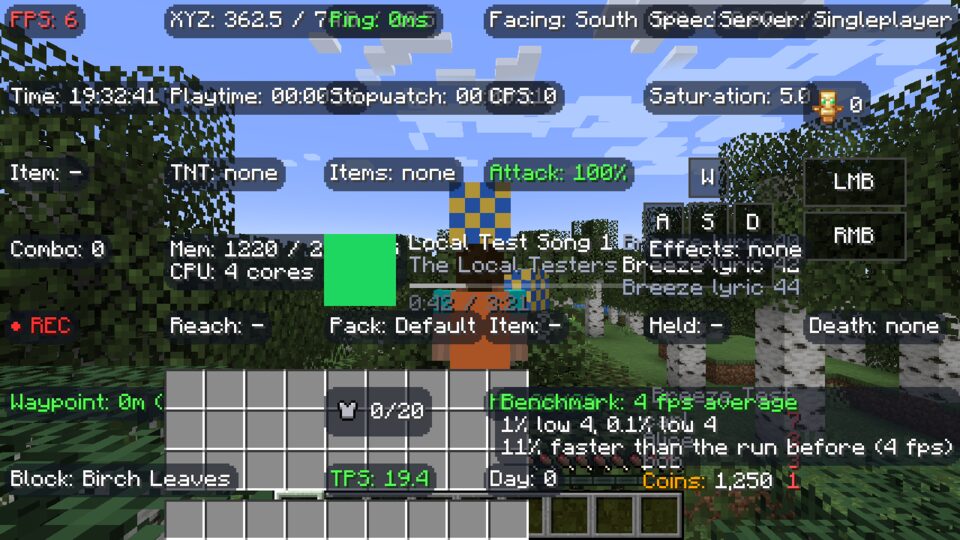 FPS: 6
XYZ: 362.5 / 7
Ping: 0ms
Facing: South
Speed
Server: Singleplayer
Time: 19:32:41
Playtime: 00:00
Stopwatch: 00
CPS:
0
Saturation: 5.0
0
Item: -
TNT: none
Items: none
Attack: 100%
W
LMB
A S D
RMB
Combo: 0
Mem: 1220 / 2
CPU: 4 cores
Local Test Song 1
The Local Testers
0:42 / 3:21
Effects: none
Breeze lyric 42
Breeze lyric 44
REC
Reach: -
Pack: Default
Item: -
Held: -
Death: none
Waypoint: 0m (
0/20
Benchmark: 4 fps average
1% low 4, 0.1% low 4
11% faster than the run before (4 fps)
Block: Birch Leaves
TPS: 19.4
Day: 0
Coins: 1,250
1